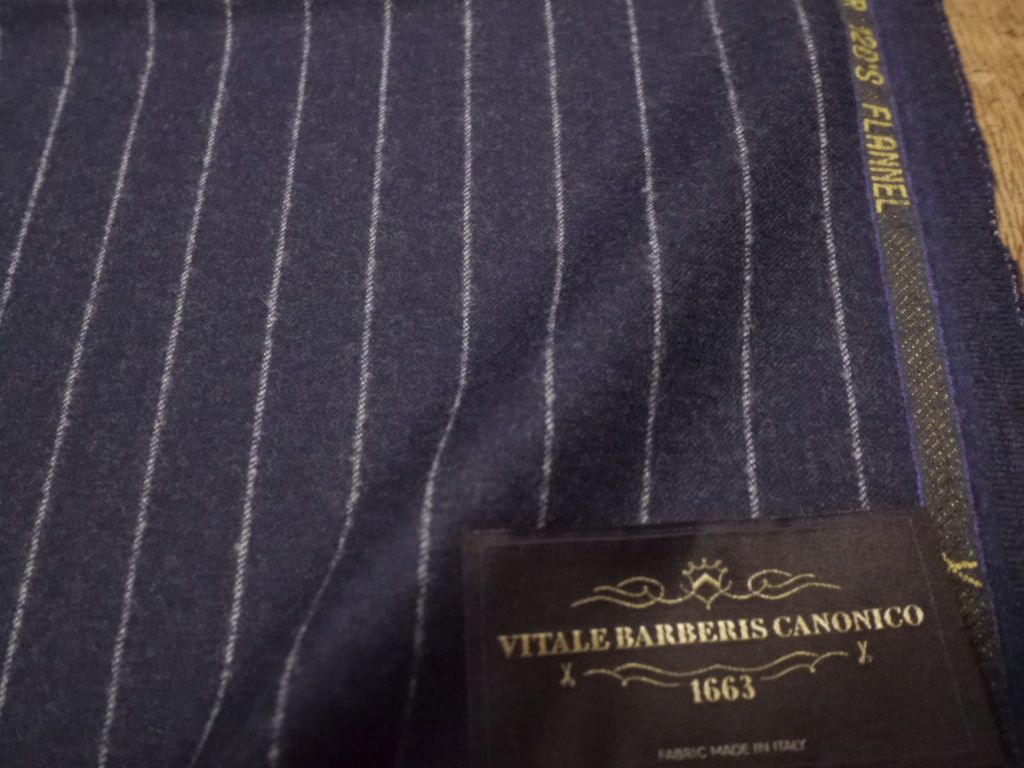 120'S FLANNEL
VITALE BARBERIS CANONICO
1663
FABRIC MADE IN ITALY